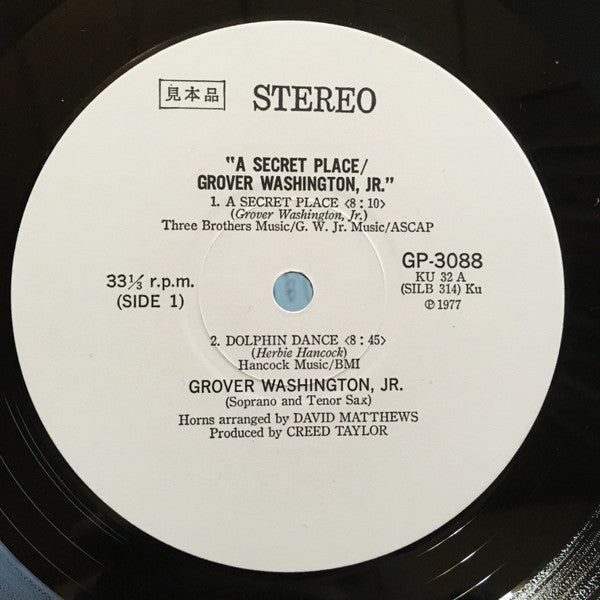 見本品 STEREO
"A SECRET PLACE/
GROVER WASHINGTON, JR."
1. A SECRET PLACE <8:10>
(Grover Washington, Jr.)
Three Brothers Music/G. W. Jr. Music/ASCAP
33⅓ r.p.m.
(SIDE 1)
GP-3088
KU 32 A
(SILB 314) Ku
℗1977
2. DOLPHIN DANCE <8:45>
(Herbie Hancock)
Hancock Music/BMI
GROVER WASHINGTON, JR.
(Soprano and Tenor Sax)
Horns arranged by DAVID MATTHEWS
Produced by CREED TAYLOR